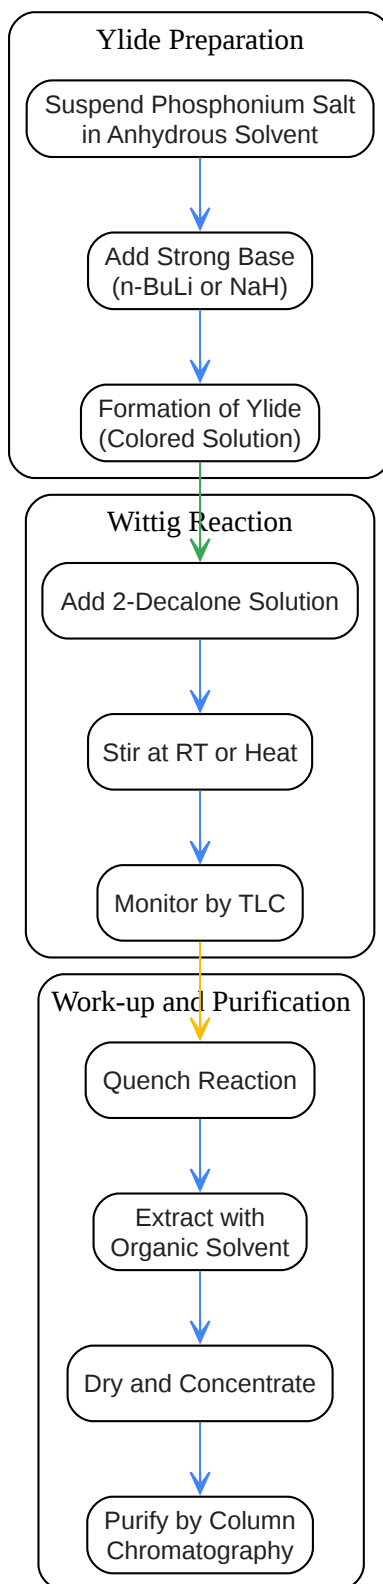 Ylide Preparation
Suspend Phosphonium Salt
in Anhydrous Solvent
Add Strong Base
(n-BuLi or NaH)
Formation of Ylide
(Colored Solution)
Wittig Reaction
Add 2-Decalone Solution
Stir at RT or Heat
Monitor by TLC
Work-up and Purification
Quench Reaction
Extract with
Organic Solvent
Dry and Concentrate
Purify by Column
Chromatography